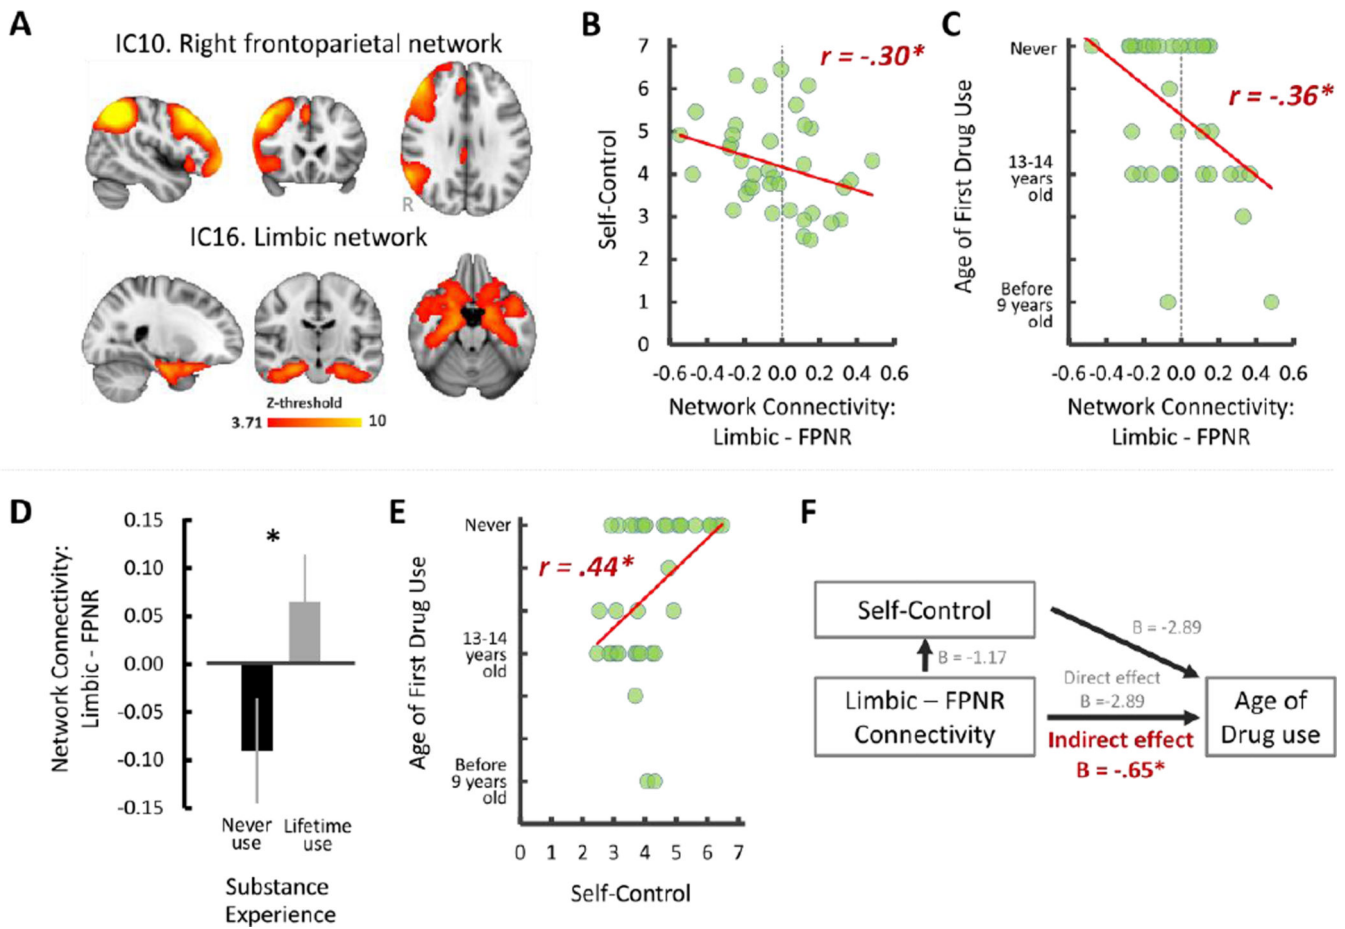 A
IC10. Right frontoparietal network
R
IC16. Limbic network
Z-threshold
3.71 10
B
r = -.30*
Self-Control
7
6
5
4
3
2
1
0
-0.6 -0.4 -0.2 0.0 0.2 0.4 0.6
Network Connectivity:
Limbic - FPNR
C
r = -.36*
Age of First Drug Use
Never
13-14
years
old
Before
9 years
old
-0.6 -0.4 -0.2 0.0 0.2 0.4 0.6
Network Connectivity:
Limbic - FPNR
D
Network Connectivity:
Limbic - FPNR
0.15
0.10
0.05
0.00
-0.05
-0.10
-0.15
*
Never
use
Lifetime
use
Substance
Experience
E
r = .44*
Age of First Drug Use
Never
13-14
years
old
Before
9 years
old
0 1 2 3 4 5 6 7
Self-Control
F
Self-Control
B = -2.89
B = -1.17
Limbic – FPNR
Connectivity
Direct effect
B =-2.89
Indirect effect
B = -.65*
Age of
Drug use